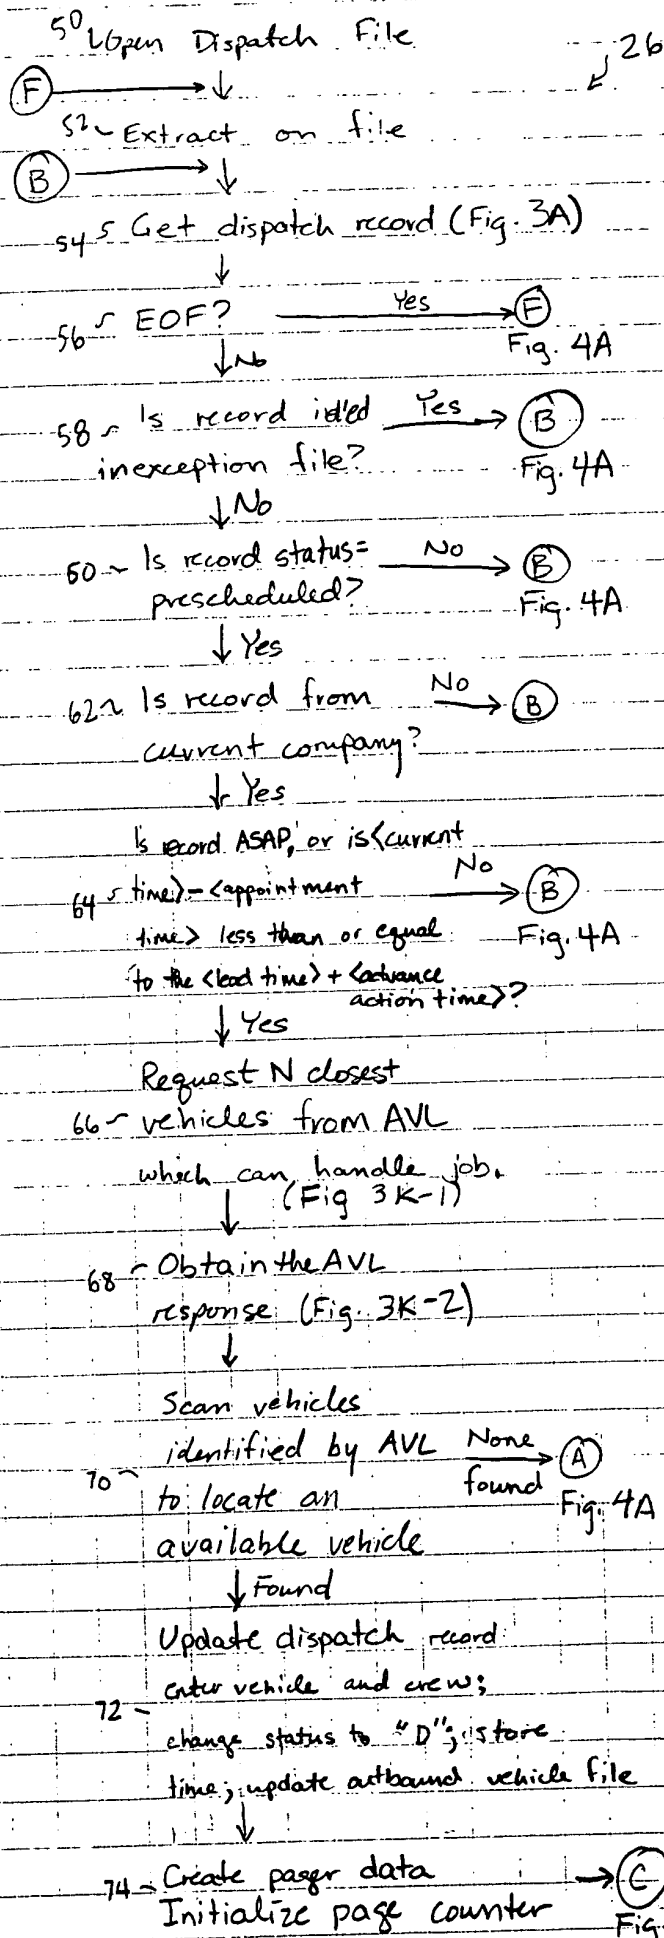 50 Open Dispatch File
26
F
52 Extract on file
B
54 Get dispatch record (Fig. 3A)
56 EOF? Yes F
Fig. 4A
No
58 Is record id'ed Yes B
in exception file? Fig. 4A
No
60 Is record status= No B
prescheduled? Fig. 4A
Yes
62 Is record from No B
current company?
Yes
Is record ASAP, or is <current
64 time> - <appointment No B
time> less than or equal Fig. 4A
to the <lead time> + <advance
action time>?
Yes
Request N closest
66 vehicles from AVL
which can handle job.
(Fig 3K-1)
68 Obtain the AVL
response (Fig. 3K-2)
Scan vehicles
identified by AVL None A
70 to locate an found Fig. 4A
available vehicle
Found
Update dispatch record
enter vehicle and crew;
72 change status to "D"; store
time; update outbound vehicle file
74 Create pager data C
Initialize page counter Fig.